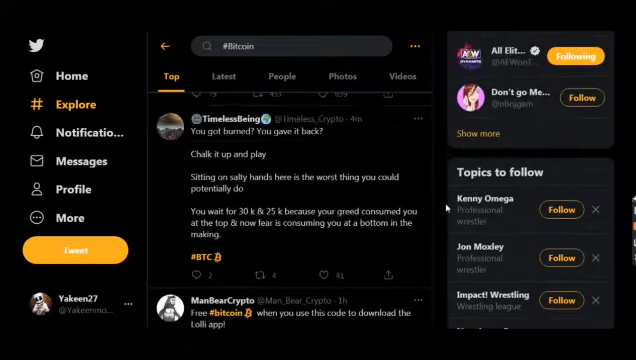 #Bitcoin
Top Latest People Photos Videos
Home
Explore
Notificatio...
Messages
Profile
More
Tweet
Yakeen27
@Yakeenmo...
TimelessBeing @Timeless_Crypto · 4m
You got burned? You gave it back?
Chalk it up and play
Sitting on salty hands here is the worst thing you could
potentially do
You wait for 30 k & 25 k because your greed consumed you
at the top & now fear is consuming you at a bottom in the
making.
#BTC
2 4 41
ManBearCrypto @Man_Bear_Crypto · 1h
Free #bitcoin when you use this code to download the
Lolli app!
All Elit...
Following
Don't go Me...
@nhojgem
Follow
Show more
Topics to follow
Kenny Omega
Professional
wrestler
Follow
Jon Moxley
Professional
wrestler
Follow
Impact! Wrestling
Wrestling league
Follow